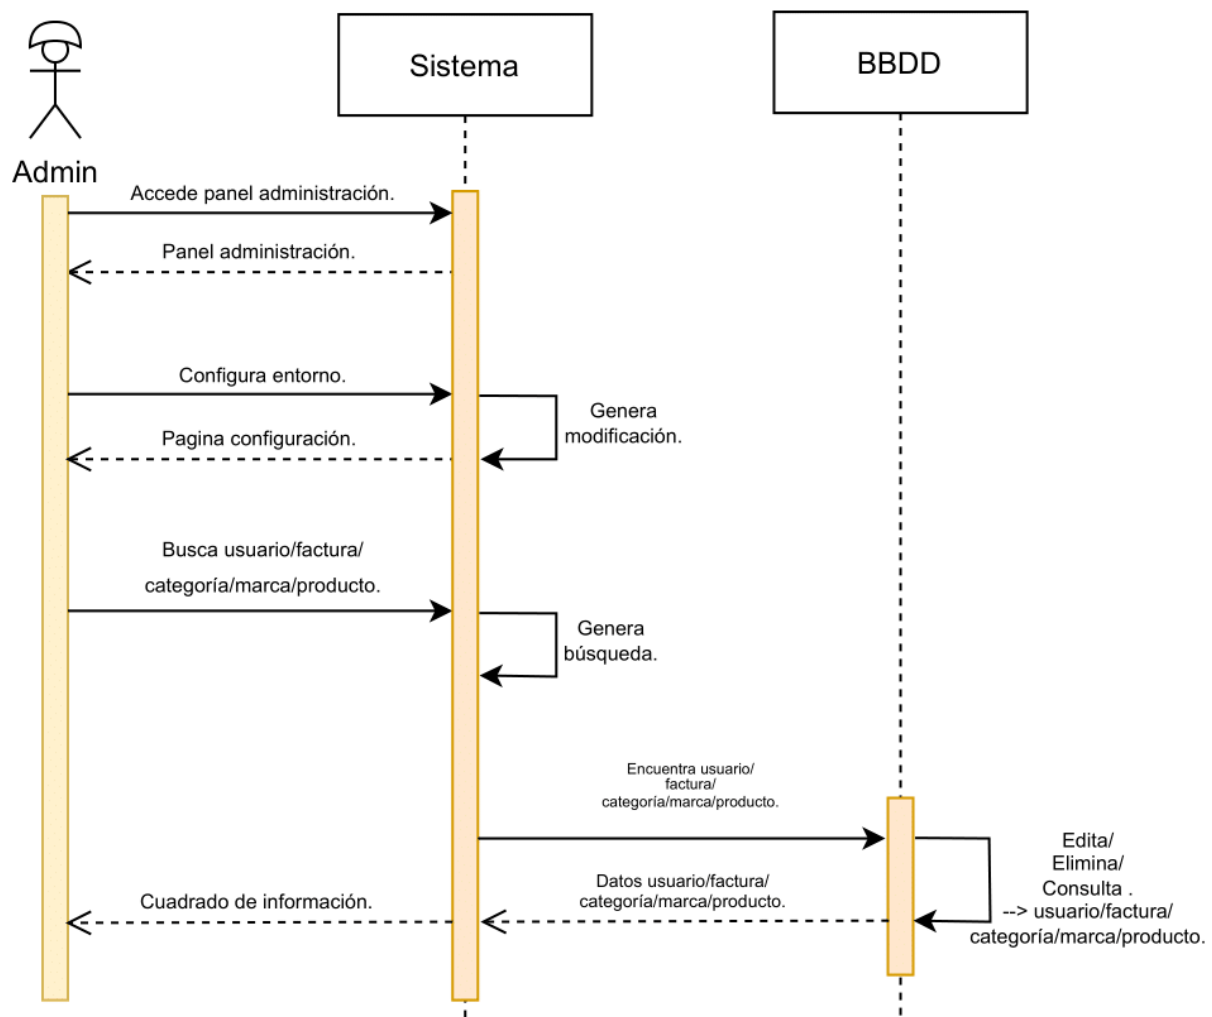 Sistema
BBDD
Admin
Accede panel administración.
Panel administración.
Configura entorno.
Genera
modificación.
Pagina configuración.
Busca usuario/factura/
categoría/marca/producto.
Genera
búsqueda.
Encuentra usuario/
factura/
categoría/marca/producto.
Edita/
Elimina/
Consulta .
--> usuario/factura/
categoría/marca/producto.
Datos usuario/factura/
categoría/marca/producto.
Cuadrado de información.